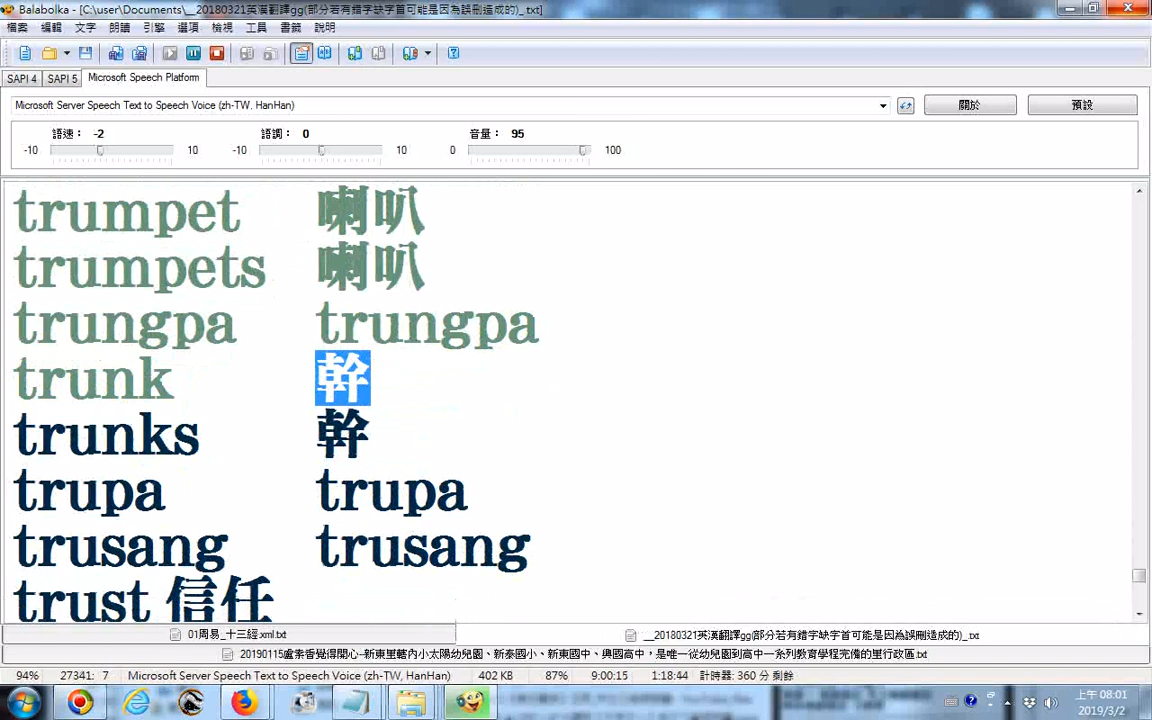 Balabolka - [C:\user\Documents\__20180321英漢翻譯gg(部分若有錯字缺字首可能是因為誤刪造成的)_.txt]
檔案 編輯 文字 朗讀 引擎 選項 檢視 工具 書籤 說明
SAPI 4 SAPI 5 Microsoft Speech Platform
Microsoft Server Speech Text to Speech Voice (zh-TW, HanHan) 關於 預設
語速： -2 語調： 0 音量： 95
-10 10 -10 10 0 100
trumpet 喇叭
trumpets 喇叭
trungpa trungpa
trunk 幹
trunks 幹
trupa trupa
trusang trusang
trust 信任
01周易_十三經.xml.txt __20180321英漢翻譯gg(部分若有錯字缺字首可能是因為誤刪造成的)_.txt
20190115盧素香覺得開心-新東里轄內小太陽幼兒園、新泰國小、新東國中、興國高中，是唯一從幼兒園到高中一系列教育學程完備的里行政區.txt
94% 27341: 7 Microsoft Server Speech Text to Speech Voice (zh-TW, HanHan) 402 KB 87% 9:00:15 1:18:44 計時器: 360 分 剩餘
上午 08:01
2019/3/2